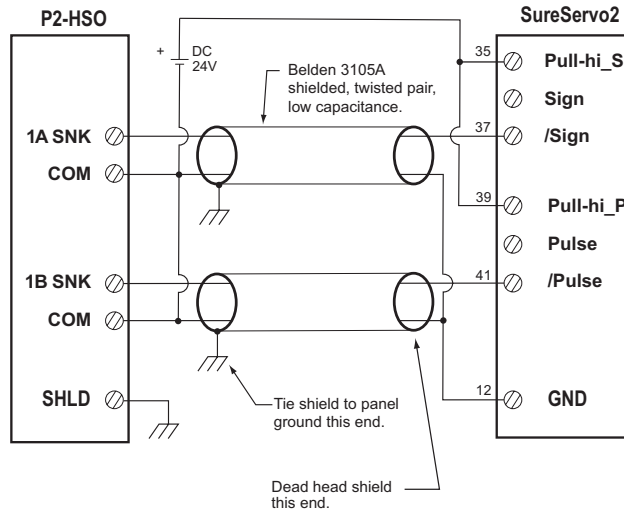 P2-HSO
SureServo2
+
DC
24V
Belden 3105A
shielded, twisted pair,
low capacitance.
35
Pull-hi_S
Sign
1A SNK
37
/Sign
COM
39
Pull-hi_P
Pulse
1B SNK
41
/Pulse
COM
SHLD
12
GND
Tie shield to panel
ground this end.
Dead head shield
this end.